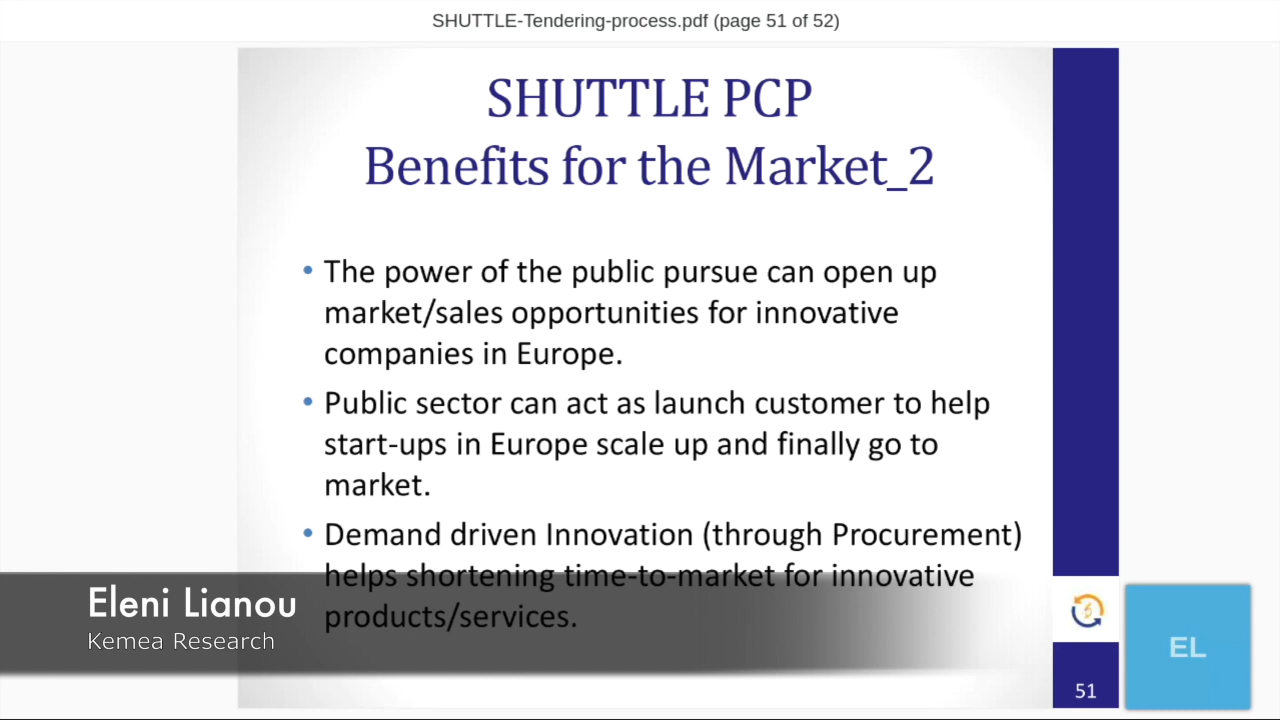 SHUTTLE-Tendering-process.pdf (page 51 of 52)
SHUTTLE PCP
Benefits for the Market_2
• The power of the public pursue can open up
market/sales opportunities for innovative
companies in Europe.
• Public sector can act as launch customer to help
start-ups in Europe scale up and finally go to
market.
• Demand driven Innovation (through Procurement)
helps shortening time-to-market for innovative
products/services.
Eleni Lianou
Kemea Research
EL
51